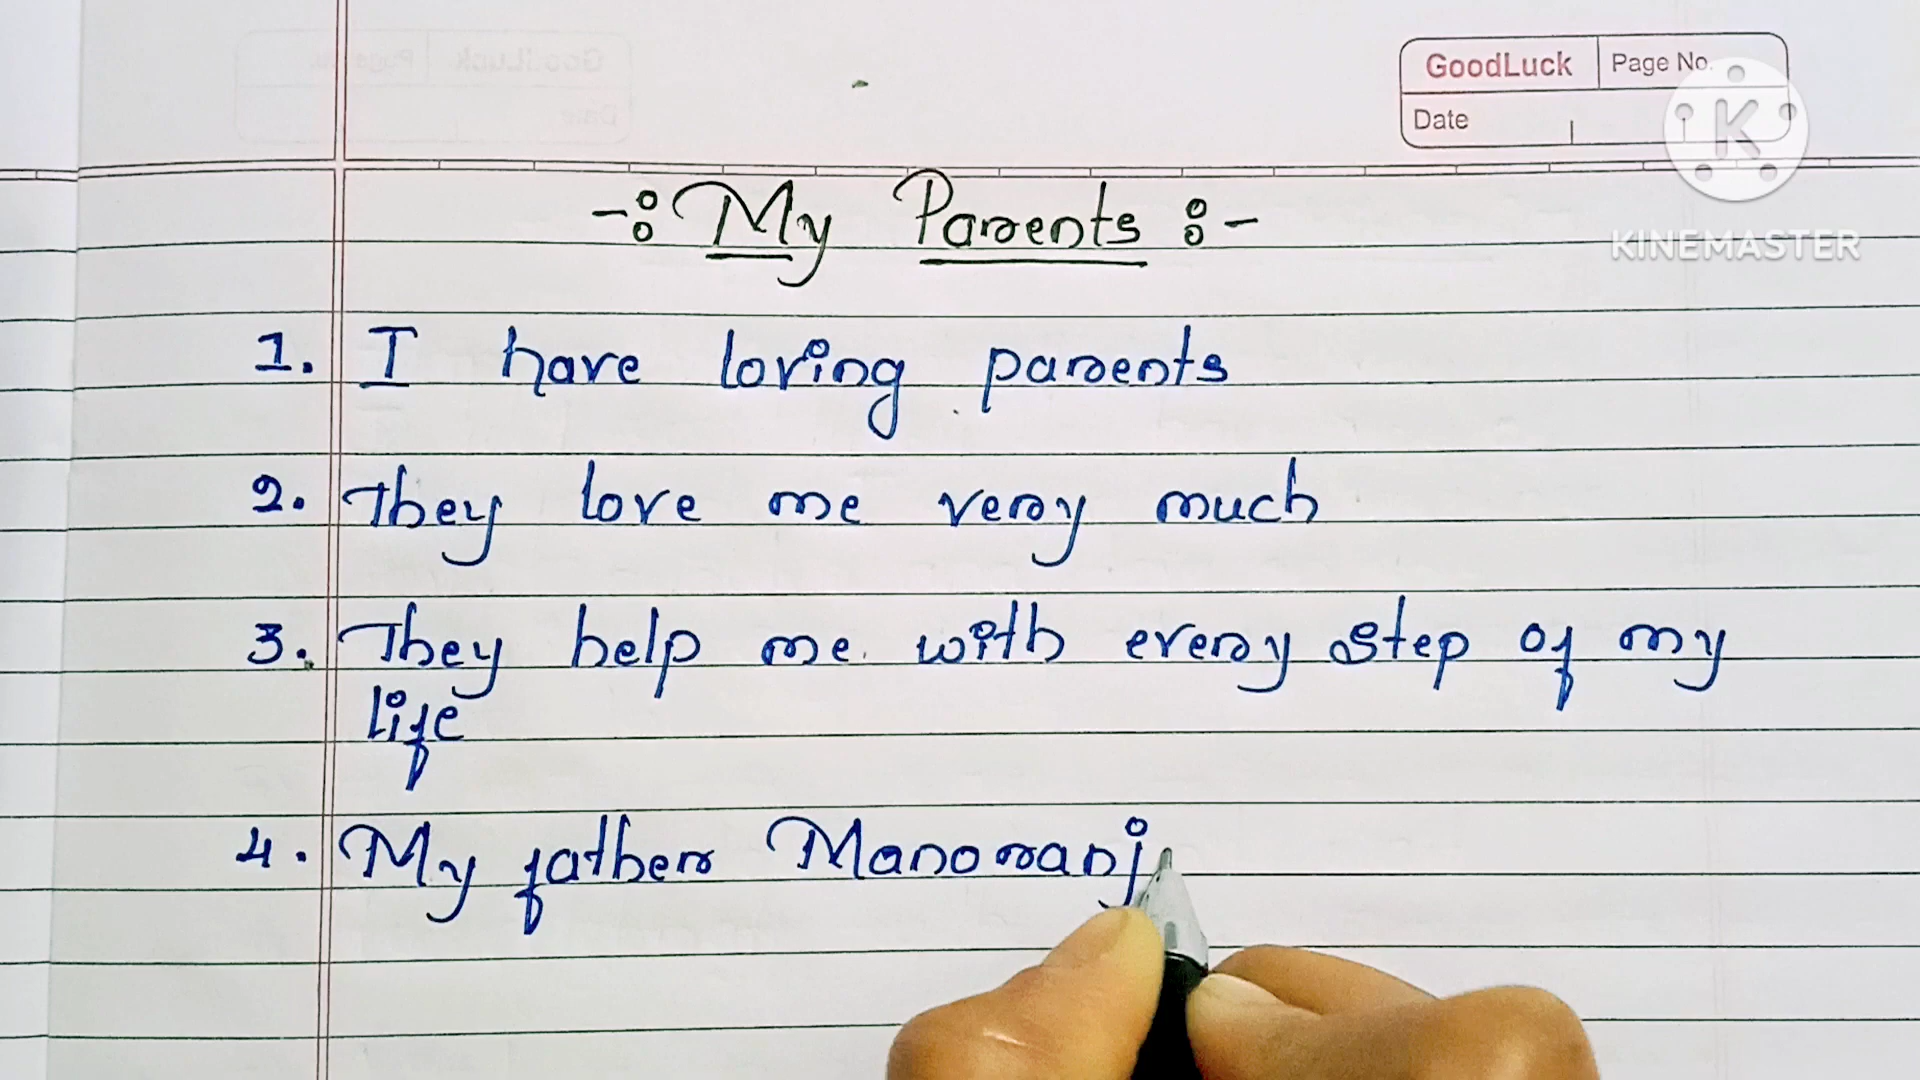 GoodLuck Page No.
Date
K
KINEMASTER
-: My Parents :-
1. I have loving parents
2. They love me very much
3. They help me with every step of my
life
4. My father Manoranj